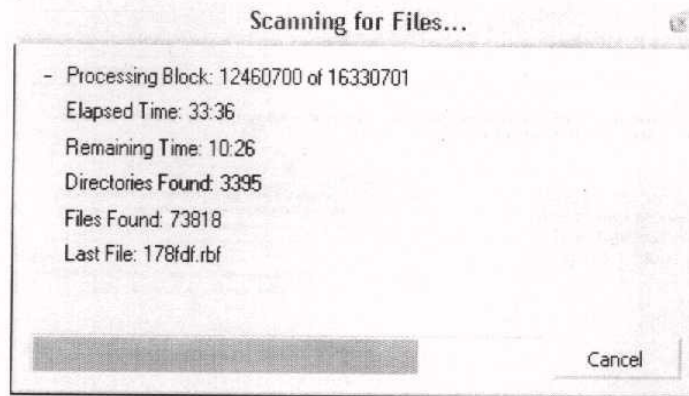 Scanning for Files...
- Processing Block: 12460700 of 16330701
Elapsed Time: 33:36
Remaining Time: 10:26
Directories Found: 3395
Files Found: 73818
Last File: 178fdf.rbf
Cancel